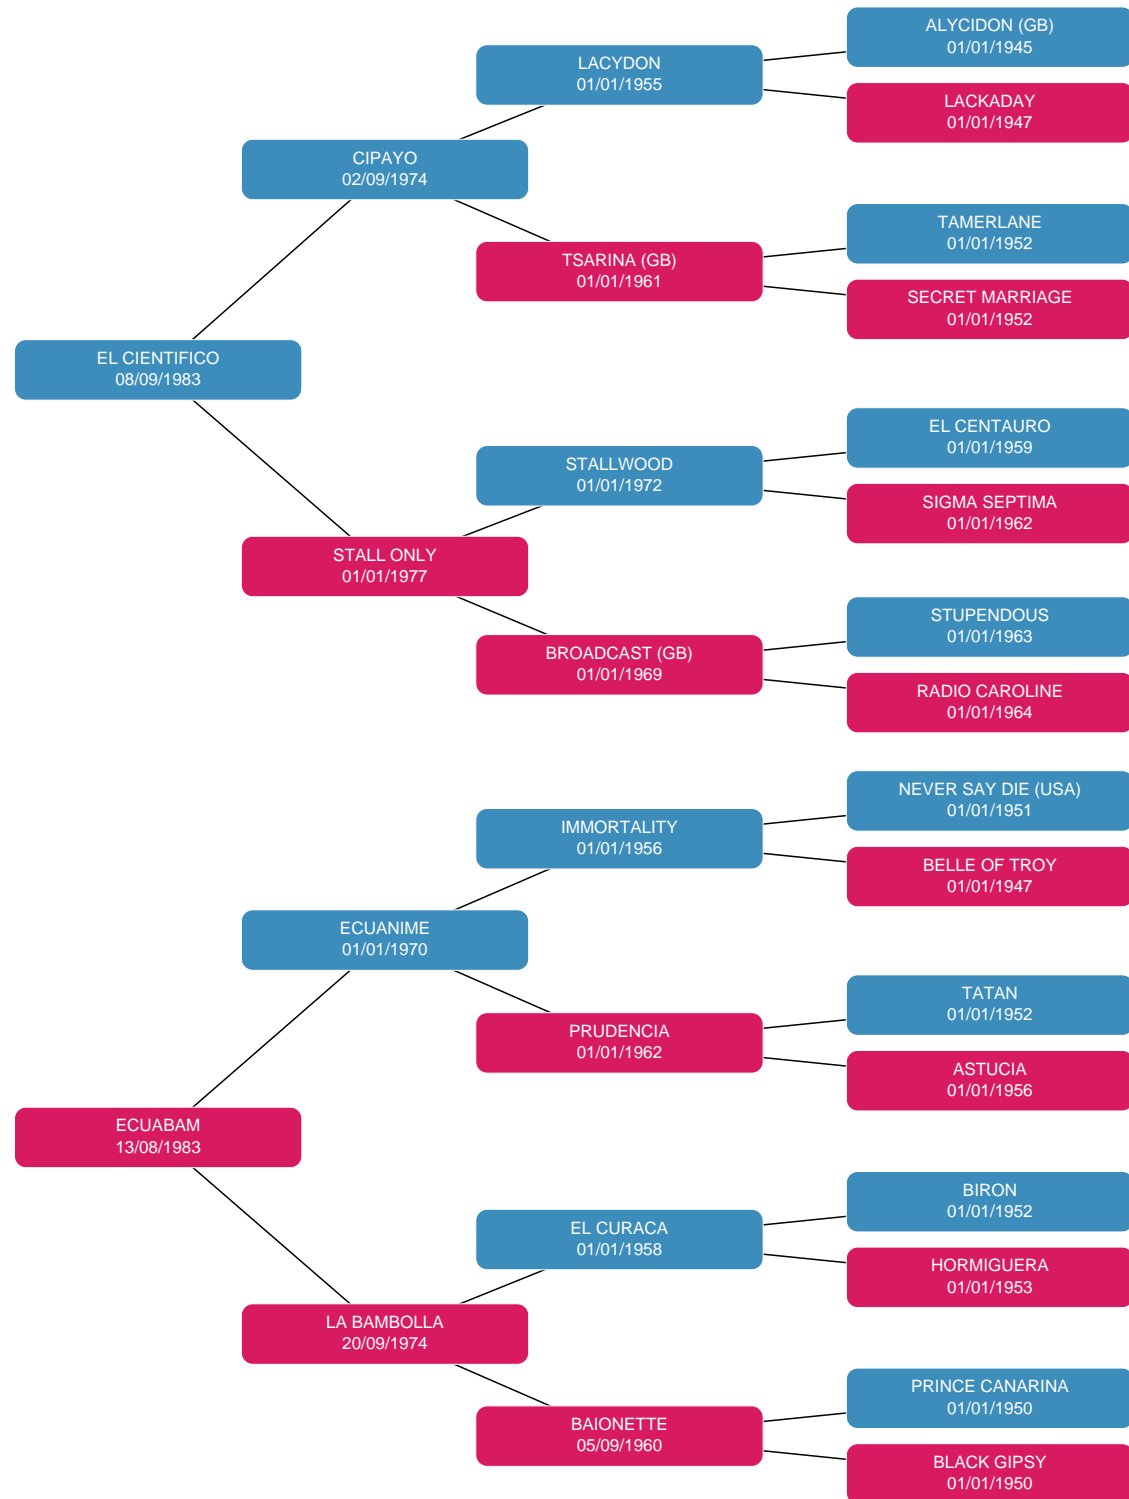 ALYCIDON (GB)
01/01/1945
LACYDON
01/01/1955
LACKADAY
01/01/1947
CIPAYO
02/09/1974
TAMERLANE
01/01/1952
TSARINA (GB)
01/01/1961
SECRET MARRIAGE
01/01/1952
EL CIENTIFICO
08/09/1983
EL CENTAURO
01/01/1959
STALLWOOD
01/01/1972
SIGMA SEPTIMA
01/01/1962
STALL ONLY
01/01/1977
STUPENDOUS
01/01/1963
BROADCAST (GB)
01/01/1969
RADIO CAROLINE
01/01/1964
NEVER SAY DIE (USA)
01/01/1951
IMMORTALITY
01/01/1956
BELLE OF TROY
01/01/1947
ECUANIME
01/01/1970
TATAN
01/01/1952
PRUDENCIA
01/01/1962
ASTUCIA
01/01/1956
ECUABAM
13/08/1983
BIRON
01/01/1952
EL CURACA
01/01/1958
HORMIGUERA
01/01/1953
LA BAMBOLLA
20/09/1974
PRINCE CANARINA
01/01/1950
BAIONETTE
05/09/1960
BLACK GIPSY
01/01/1950